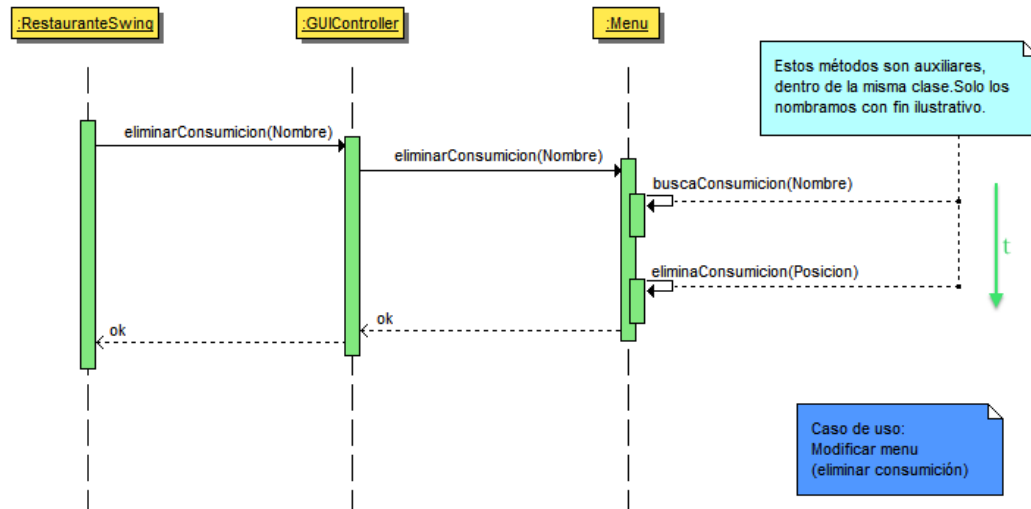 :RestauranteSwing
:GUIController
:Menu
Estos métodos son auxiliares,
dentro de la misma clase.Solo los
nombramos con fin ilustrativo.
eliminarConsumicion(Nombre)
eliminarConsumicion(Nombre)
buscaConsumicion(Nombre)
t
eliminaConsumicion(Posicion)
ok
ok
Caso de uso:
Modificar menu
(eliminar consumición)